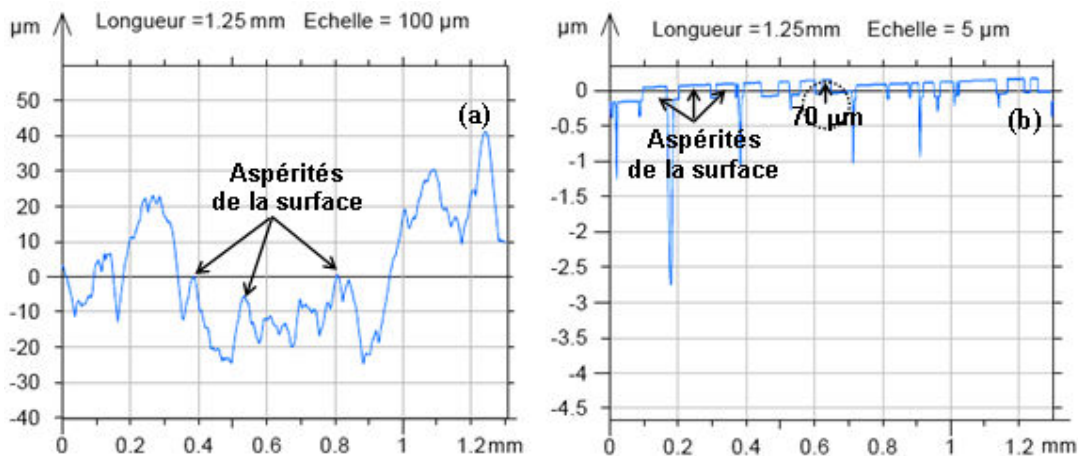 Longueur =1.25 mm Echelle = 100 µm
µm
50
40
30
20
10
0
-10
-20
-30
-40
(a)
Aspérités
de la surface
0 0.2 0.4 0.6 0.8 1 1.2mm
Longueur =1.25mm Echelle = 5 µm
µm
0
-0.5
-1
-1.5
-2
-2.5
-3
-3.5
-4
-4.5
70 µm
(b)
Aspérités
de la surface
0 0.2 0.4 0.6 0.8 1 1.2 mm